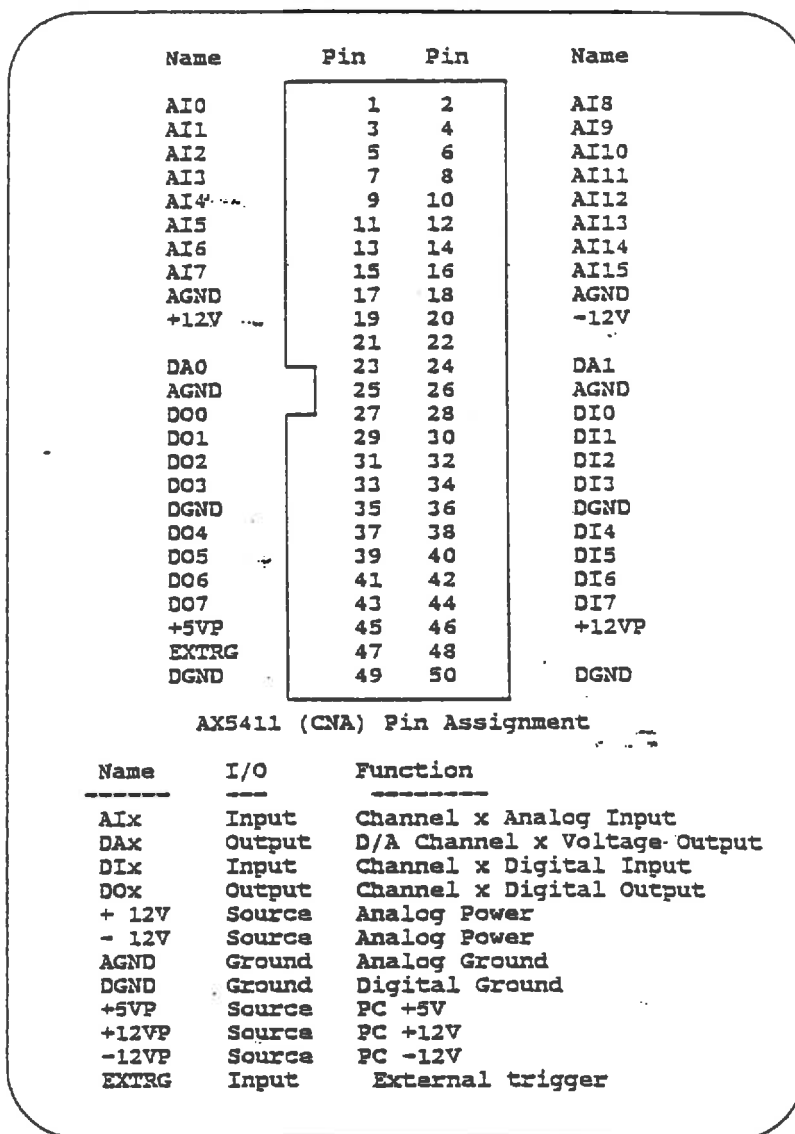 Name Pin Pin Name
AI0 1 2 AI8
AI1 3 4 AI9
AI2 5 6 AI10
AI3 7 8 AI11
AI4 9 10 AI12
AI5 11 12 AI13
AI6 13 14 AI14
AI7 15 16 AI15
AGND 17 18 AGND
+12V 19 20 -12V
21 22
DA0 23 24 DA1
AGND 25 26 AGND
DO0 27 28 DI0
DO1 29 30 DI1
DO2 31 32 DI2
DO3 33 34 DI3
DGND 35 36 DGND
DO4 37 38 DI4
DO5 39 40 DI5
DO6 41 42 DI6
DO7 43 44 DI7
+5VP 45 46 +12VP
EXTRG 47 48
DGND 49 50 DGND
AX5411 (CNA) Pin Assignment
Name I/O Function
------ --- --------
AIx Input Channel x Analog Input
DAx Output D/A Channel x Voltage Output
DIx Input Channel x Digital Input
DOx Output Channel x Digital Output
+ 12V Source Analog Power
- 12V Source Analog Power
AGND Ground Analog Ground
DGND Ground Digital Ground
+5VP Source PC +5V
+12VP Source PC +12V
-12VP Source PC -12V
EXTRG Input External trigger